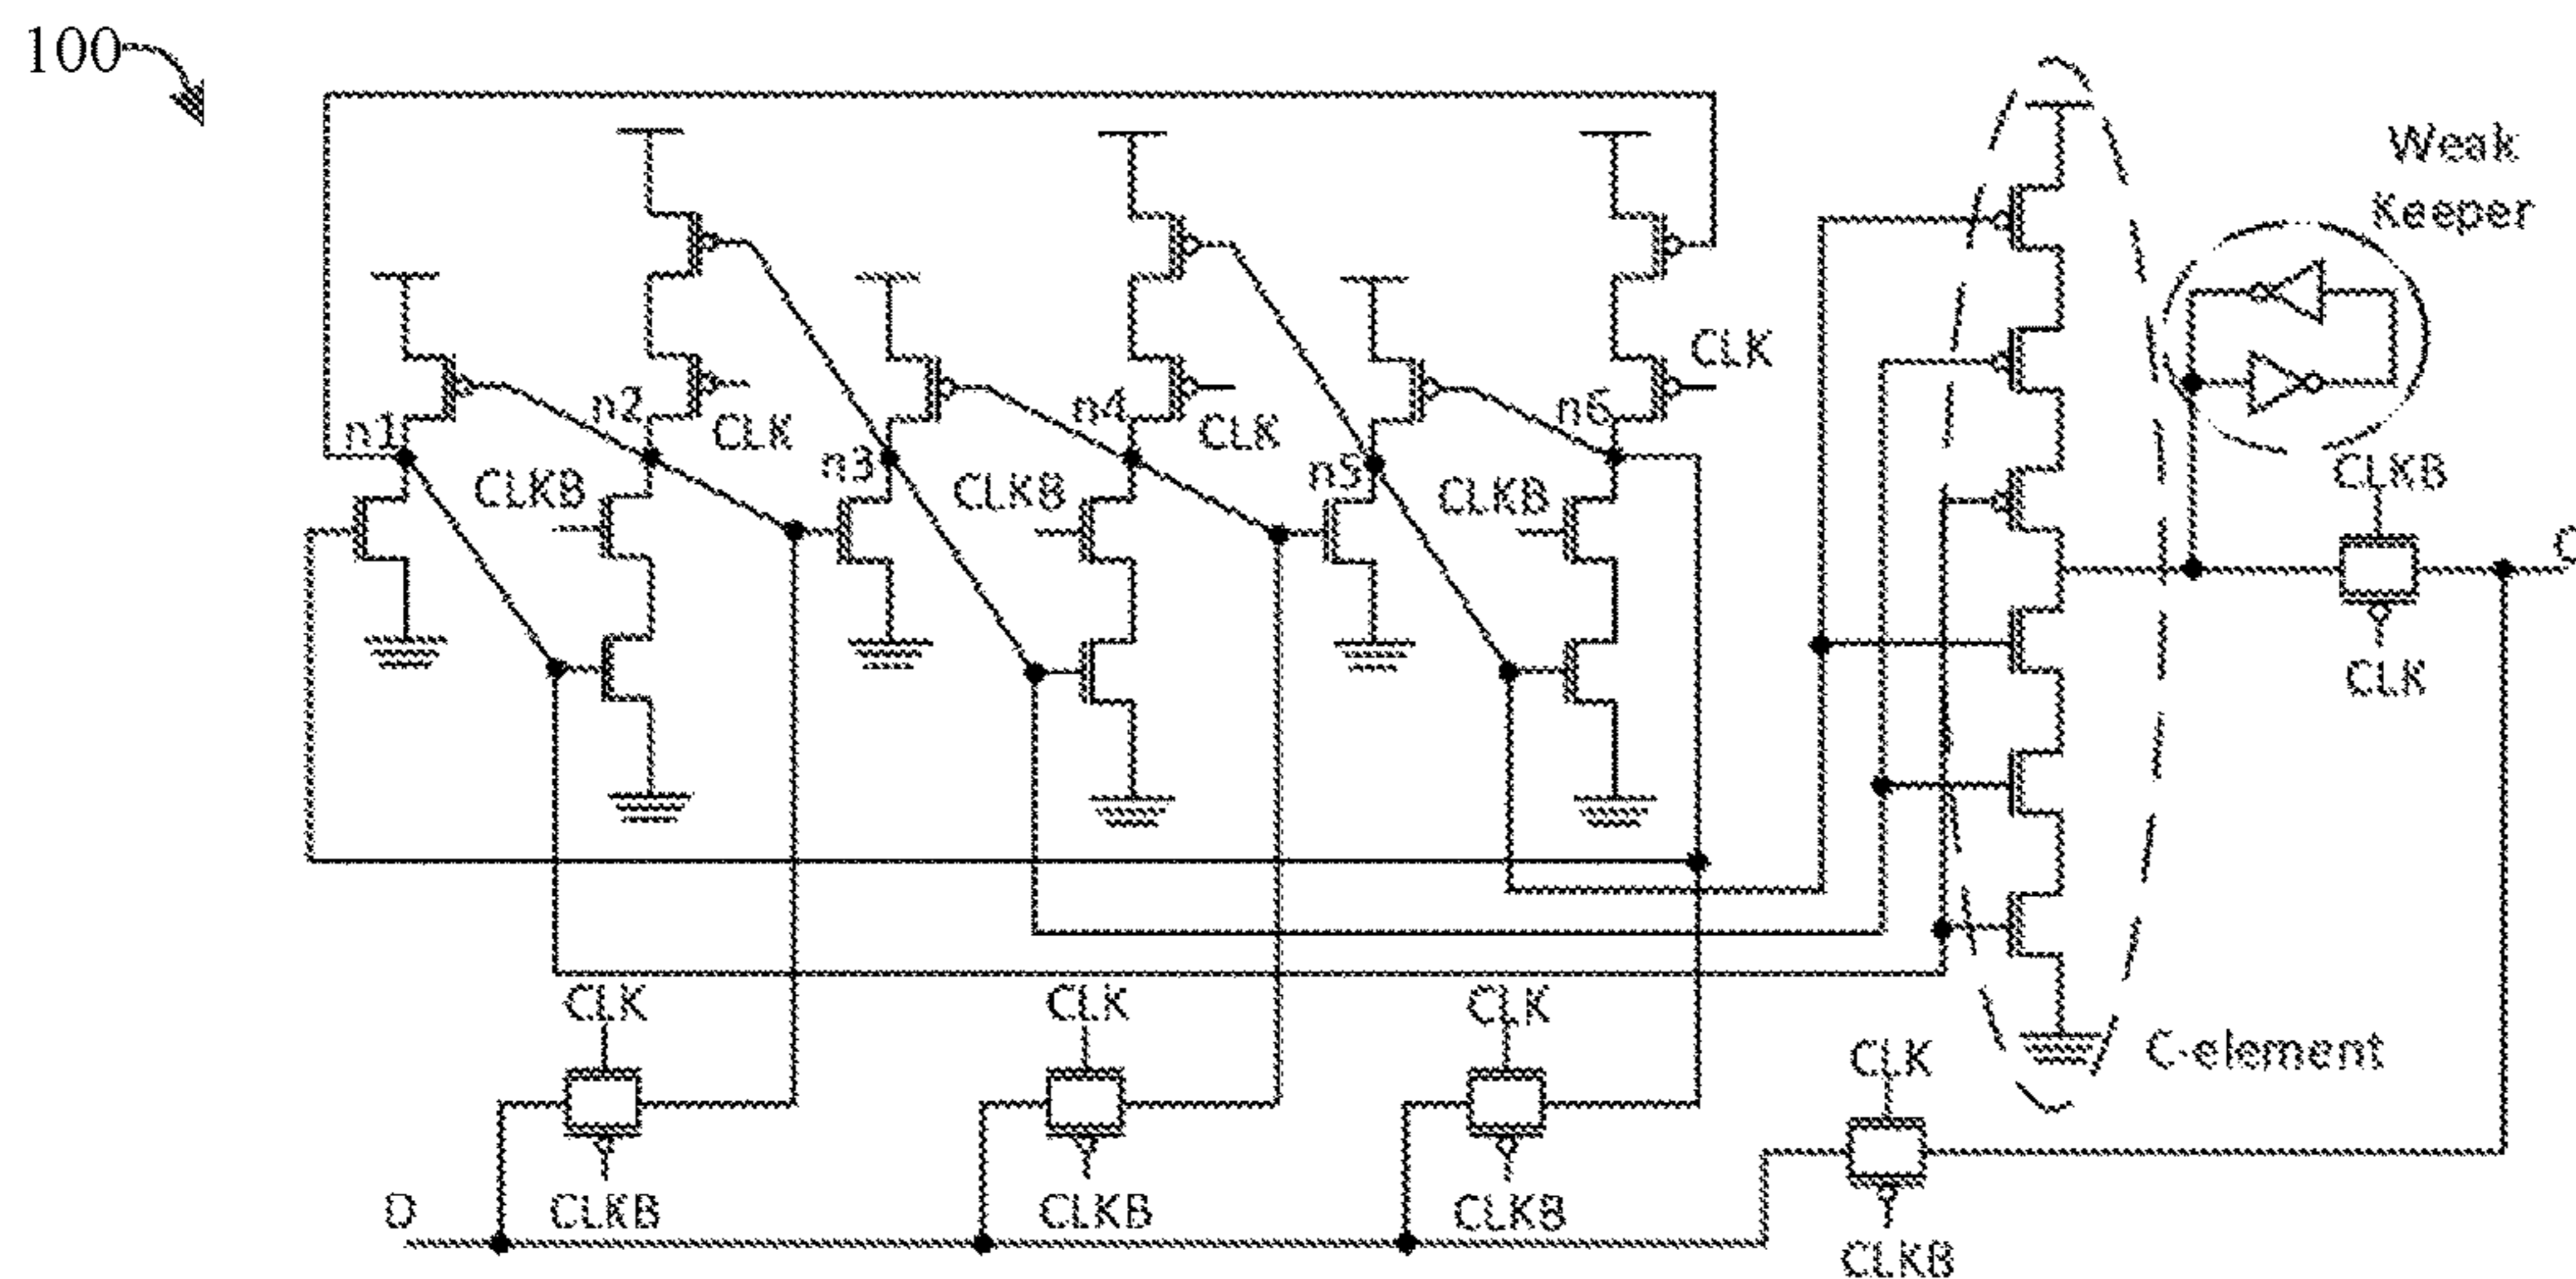 100
Weak
Keeper
CLK
n1
n2
CLK
n3
n4
CLK
n5
n6
CLKB
CLKB
CLKB
CLKB
Q
CLK
CLK
CLK
CLK
CLK
C-element
D
CLKB
CLKB
CLKB
CLKB